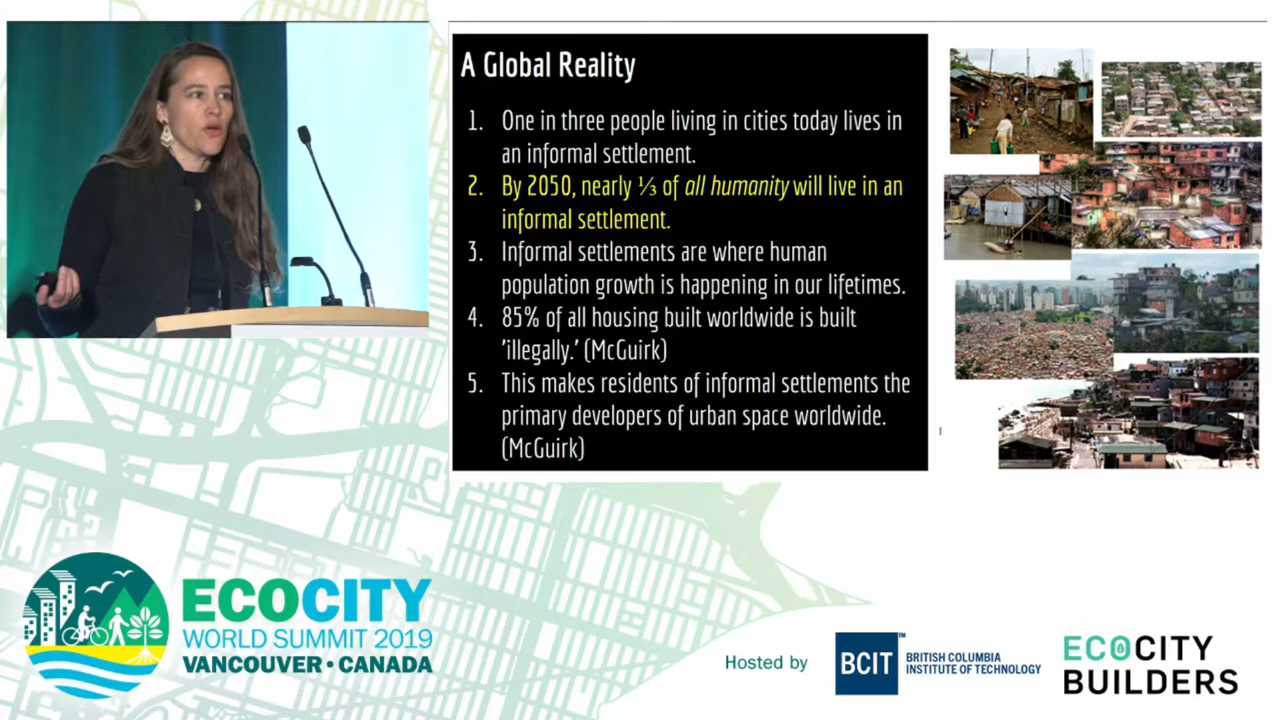 A Global Reality
1. One in three people living in cities today lives in
an informal settlement.
2. By 2050, nearly ⅓ of all humanity will live in an
informal settlement.
3. Informal settlements are where human
population growth is happening in our lifetimes.
4. 85% of all housing built worldwide is built
'illegally.' (McGuirk)
5. This makes residents of informal settlements the
primary developers of urban space worldwide.
(McGuirk)
ECOCITY
WORLD SUMMIT 2019
VANCOUVER • CANADA
Hosted by
BCIT™
BRITISH COLUMBIA
INSTITUTE OF TECHNOLOGY
ECOCITY
BUILDERS